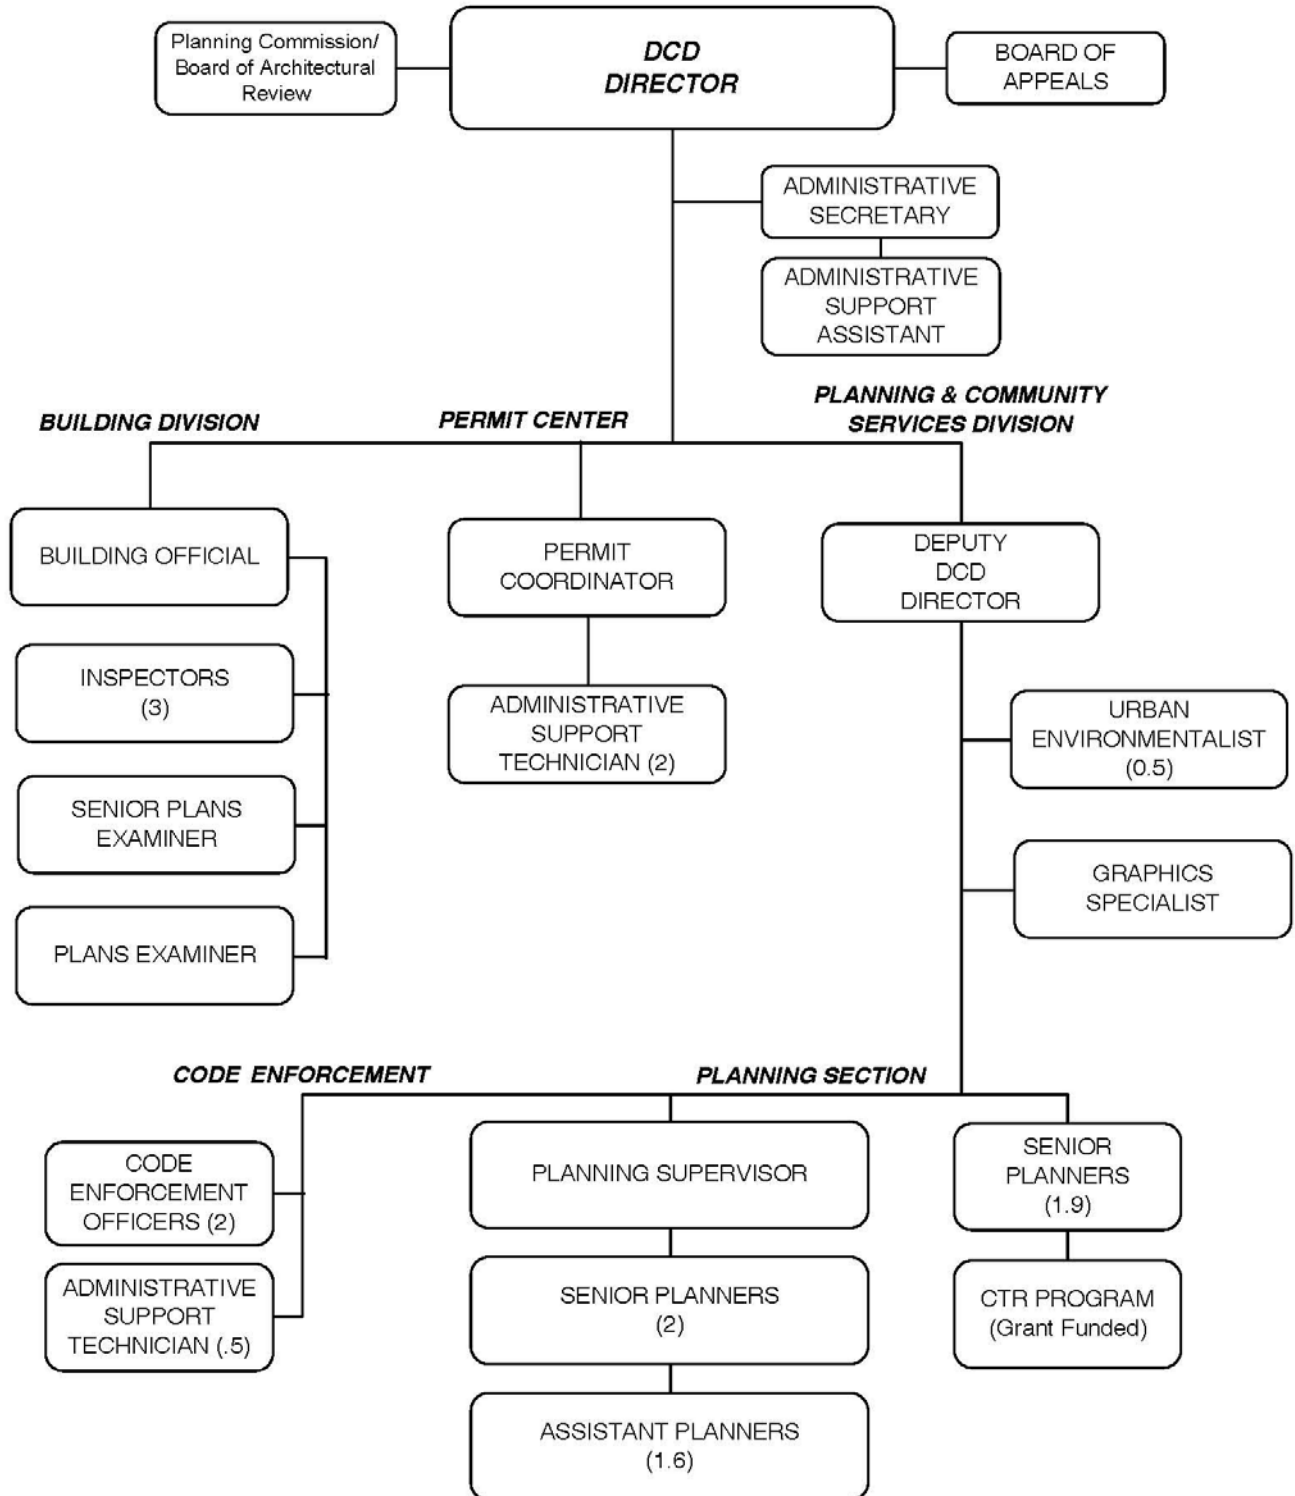 Planning Commission/
Board of Architectural
Review
DCD
DIRECTOR
BOARD OF
APPEALS
ADMINISTRATIVE
SECRETARY
ADMINISTRATIVE
SUPPORT
ASSISTANT
BUILDING DIVISION
PERMIT CENTER
PLANNING & COMMUNITY
SERVICES DIVISION
BUILDING OFFICIAL
INSPECTORS
(3)
SENIOR PLANS
EXAMINER
PLANS EXAMINER
PERMIT
COORDINATOR
ADMINISTRATIVE
SUPPORT
TECHNICIAN (2)
DEPUTY
DCD
DIRECTOR
URBAN
ENVIRONMENTALIST
(0.5)
GRAPHICS
SPECIALIST
CODE ENFORCEMENT
PLANNING SECTION
CODE
ENFORCEMENT
OFFICERS (2)
ADMINISTRATIVE
SUPPORT
TECHNICIAN (.5)
PLANNING SUPERVISOR
SENIOR PLANNERS
(2)
ASSISTANT PLANNERS
(1.6)
SENIOR
PLANNERS
(1.9)
CTR PROGRAM
(Grant Funded)